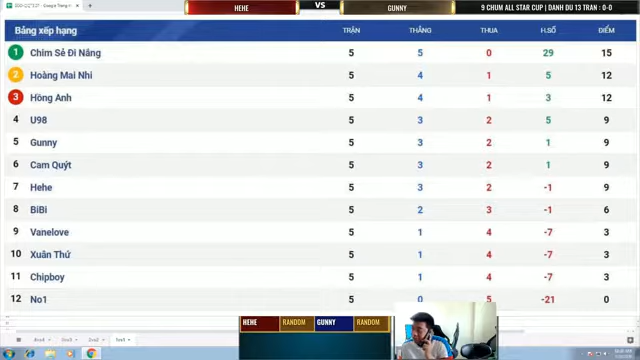 HEHE VS GUNNY 9 CHUM ALL STAR CUP | DANH DU 13 TRAN : 0-0
Bảng xếp hạng TRẬN THẮNG THUA H.SỐ ĐIỂM
1 Chim Sẻ Đi Nắng 5 5 0 29 15
2 Hoàng Mai Nhi 5 4 1 5 12
3 Hồng Anh 5 4 1 3 12
4 U98 5 3 2 5 9
5 Gunny 5 3 2 1 9
6 Cam Quýt 5 3 2 1 9
7 Hehe 5 3 2 -1 9
8 BiBi 5 2 3 -1 6
9 Vanelove 5 1 4 -7 3
10 Xuân Thứ 5 1 4 -7 3
11 Chipboy 5 1 4 -7 3
12 No1 5 0 5 -21 0
HEHE RANDOM GUNNY RANDOM